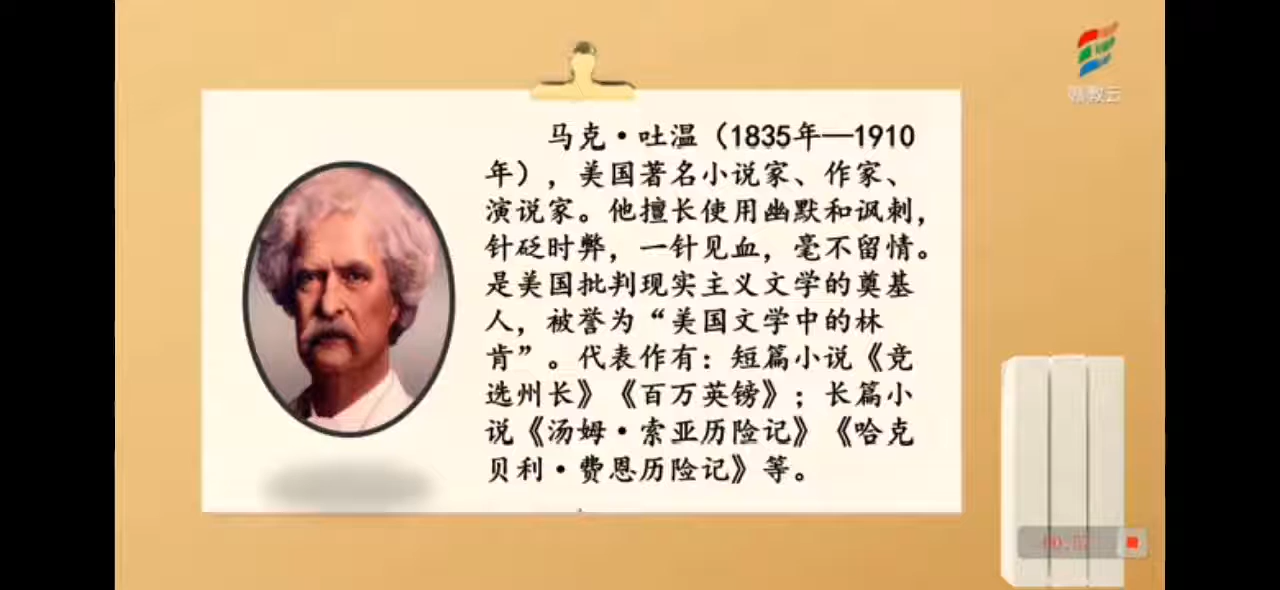 马克·吐温（1835年—1910
年），美国著名小说家、作家、
演说家。他擅长使用幽默和讽刺，
针砭时弊，一针见血，毫不留情。
是美国批判现实主义文学的奠基
人，被誉为“美国文学中的林
肯”。代表作有：短篇小说《竞
选州长》《百万英镑》；长篇小
说《汤姆·索亚历险记》《哈克
贝利·费恩历险记》等。